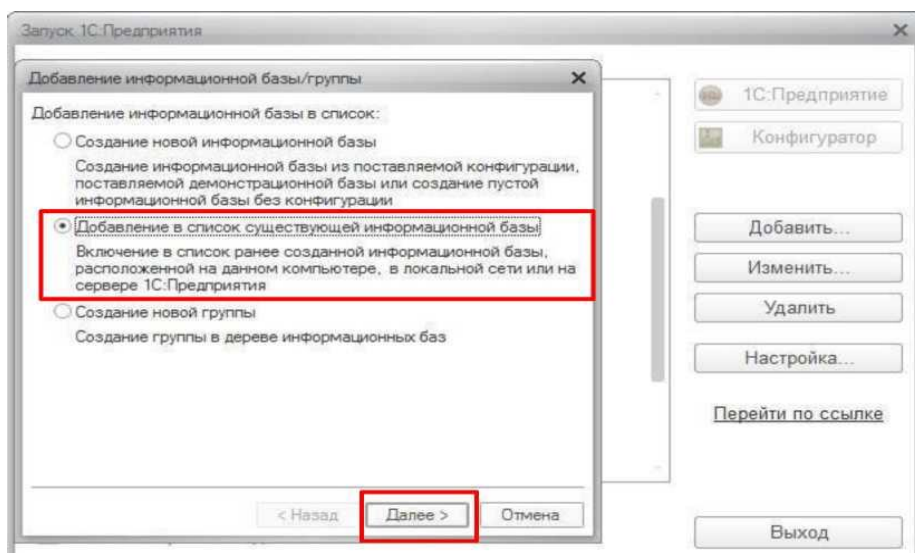 Запуск 1С:Предприятия
Добавление информационной базы/группы
Добавление информационной базы в список:
Создание новой информационной базы
Создание информационной базы из поставляемой конфигурации,
поставляемой демонстрационной базы или создание пустой
информационной базы без конфигурации
Добавление в список существующей информационной базы
Включение в список ранее созданной информационной базы,
расположенной на данном компьютере, в локальной сети или на
сервере 1С:Предприятия
Создание новой группы
Создание группы в дереве информационных баз
< Назад
Далее >
Отмена
1С:Предприятие
Конфигуратор
Добавить...
Изменить...
Удалить
Настройка...
Перейти по ссылке
Выход